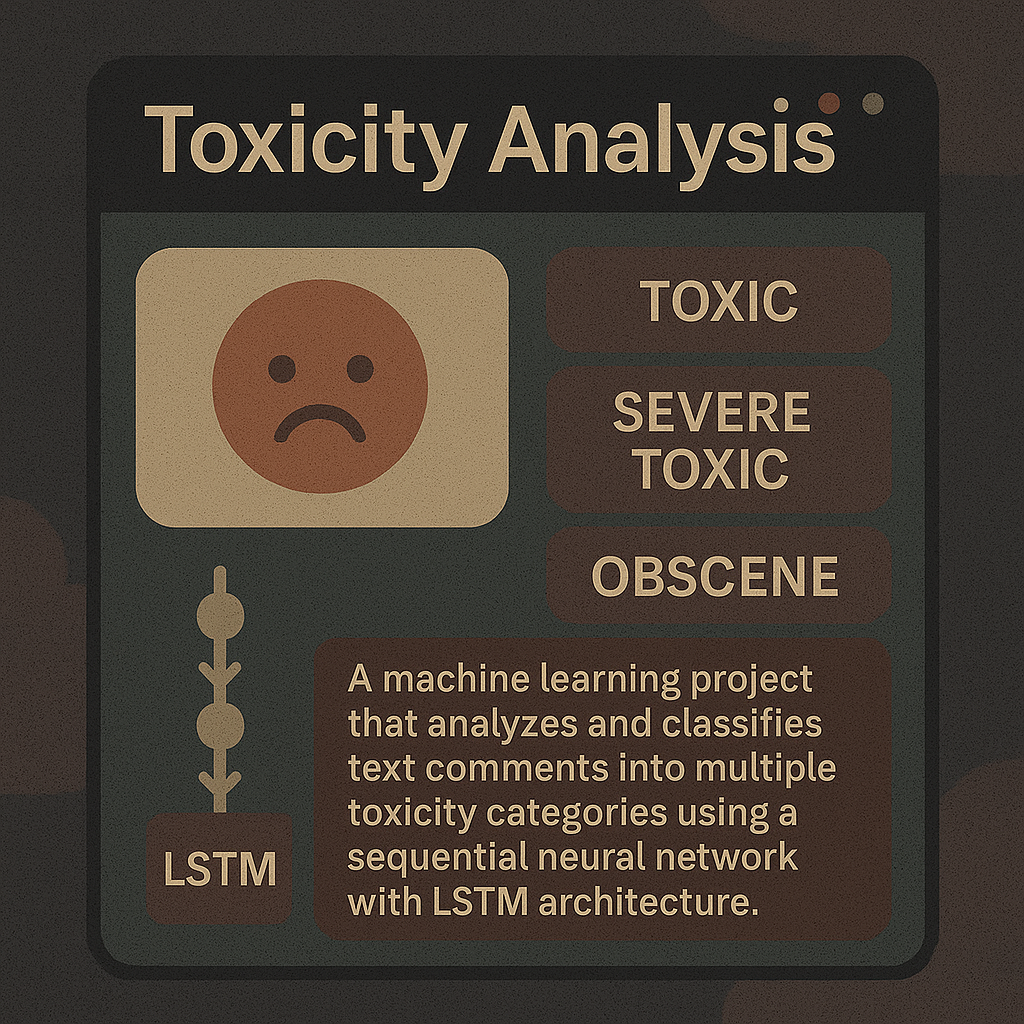 Toxicity Analysis
TOXIC
SEVERE
TOXIC
OBSCENE
LSTM
A machine learning project
that analyzes and classifies
text comments into multiple
toxicity categories using a
sequential neural network
with LSTM architecture.